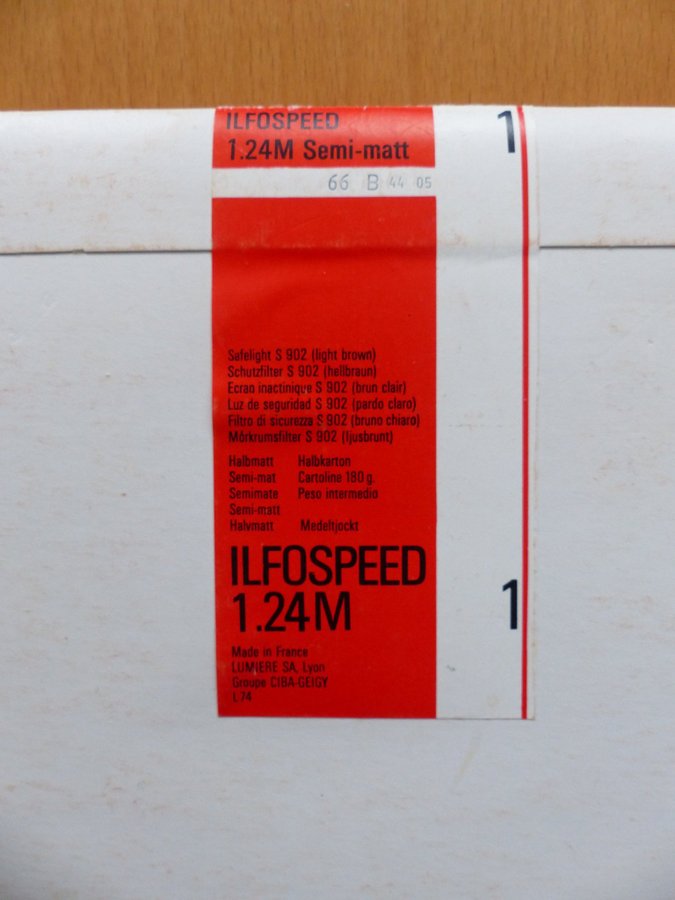 ILFOSPEED
1.24M Semi-matt
1
66 B 44 05
Safelight S 902 (light brown)
Schutzfilter S 902 (hellbraun)
Ecran inactinique S 902 (brun clair)
Luz de seguridad S 902 (pardo claro)
Filtro di sicurezza S 902 (bruno chiaro)
Mörkrumsfilter S 902 (ljusbrunt)
Halbmatt Halbkarton
Semi-mat Cartoline 180 g.
Semimate Peso intermedio
Semi-matt
Halvmatt Medeltjockt
ILFOSPEED
1.24M
1
Made in France
LUMIERE SA, Lyon
Groupe CIBA-GEIGY
L74